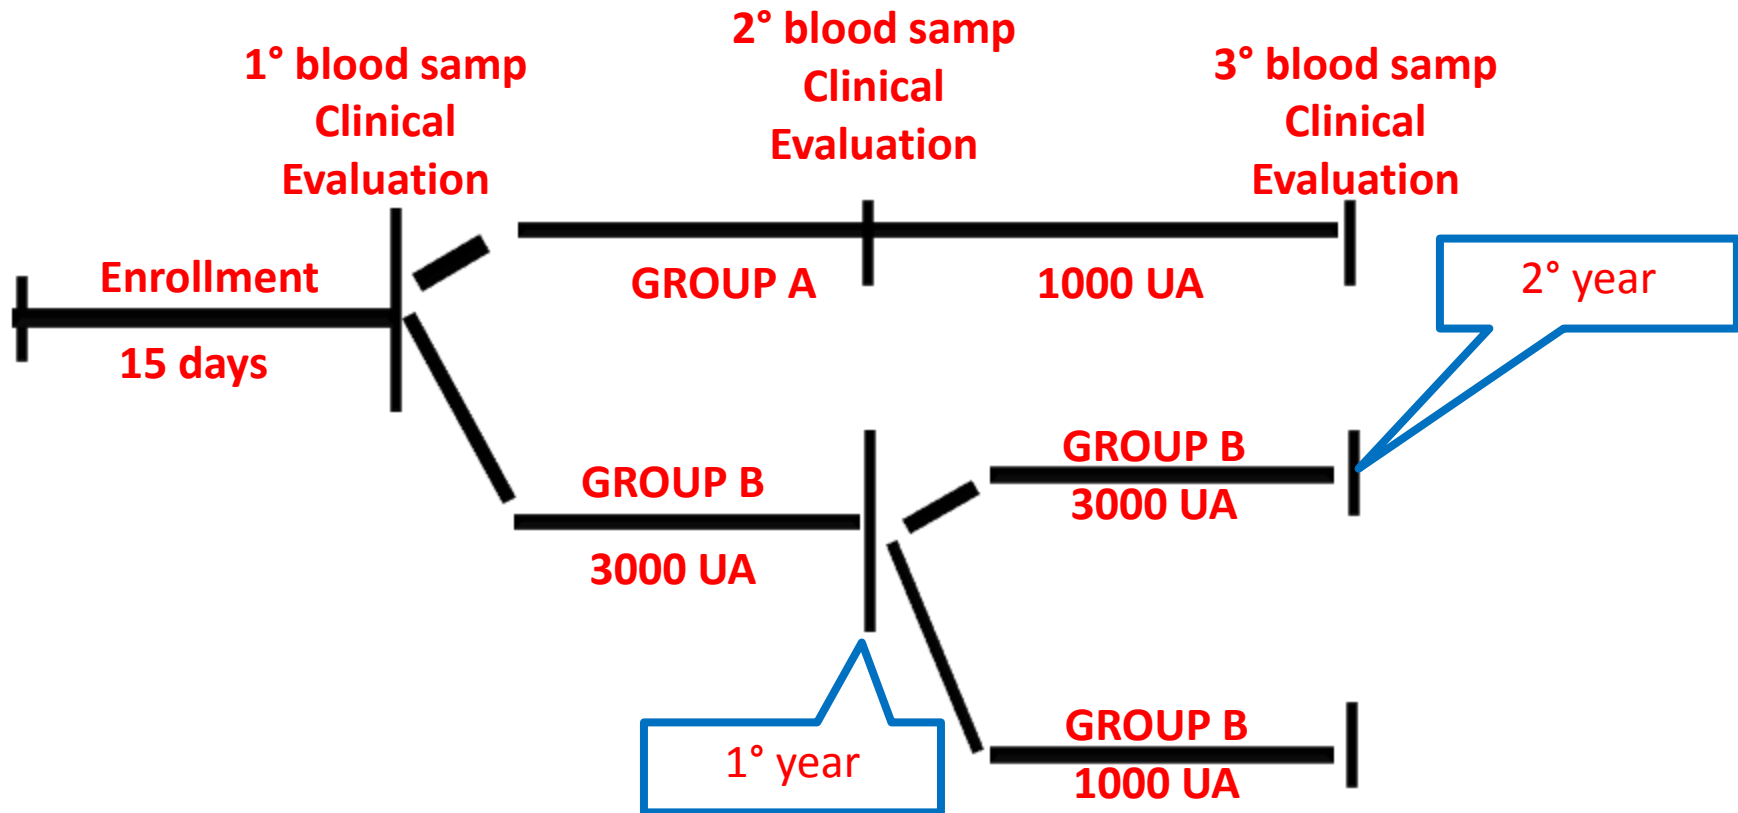 1° blood samp
Clinical
Evaluation
2° blood samp
Clinical
Evaluation
3° blood samp
Clinical
Evaluation
Enrollment
15 days
GROUP A
1000 UA
2° year
GROUP B
3000 UA
GROUP B
3000 UA
1° year
GROUP B
1000 UA